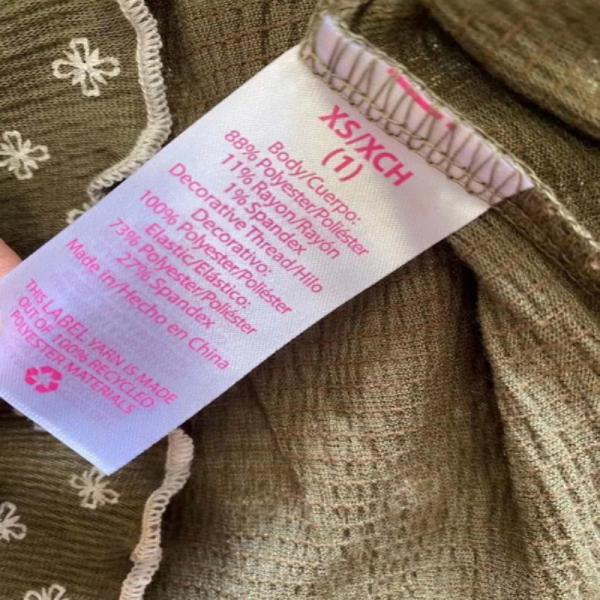 XS/XCH
(1)
Body/Cuerpo:
88% Polyester/Poliéster
11% Rayon/Rayón
1% Spandex
Decorative Thread/Hilo
Decorativo:
100% Polyester/Poliéster
Elastic/Elástico:
73% Polyester/Poliéster
27% Spandex
Made in/Hecho en China
THIS LABEL YARN IS MADE
OUT OF 100% RECYCLED
POLYESTER MATERIALS